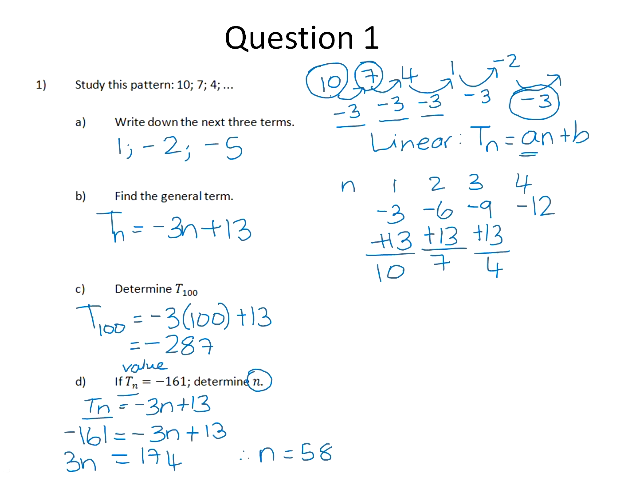 Question 1
1) Study this pattern: 10; 7; 4; ...
10 7 4 1 -2
-3 -3 -3 -3 -3
Linear: Tn = an+b
a) Write down the next three terms.
1; -2; -5
n 1 2 3 4
-3 -6 -9 -12
+13 +13 +13
10 7 4
b) Find the general term.
Tn = -3n+13
c) Determine T₁₀₀
T₁₀₀ = -3(100)+13
= -287
value
d) If Tₙ = −161; determine n.
Tn = -3n+13
-161 = -3n+13
3n = 174 ∴ n = 58